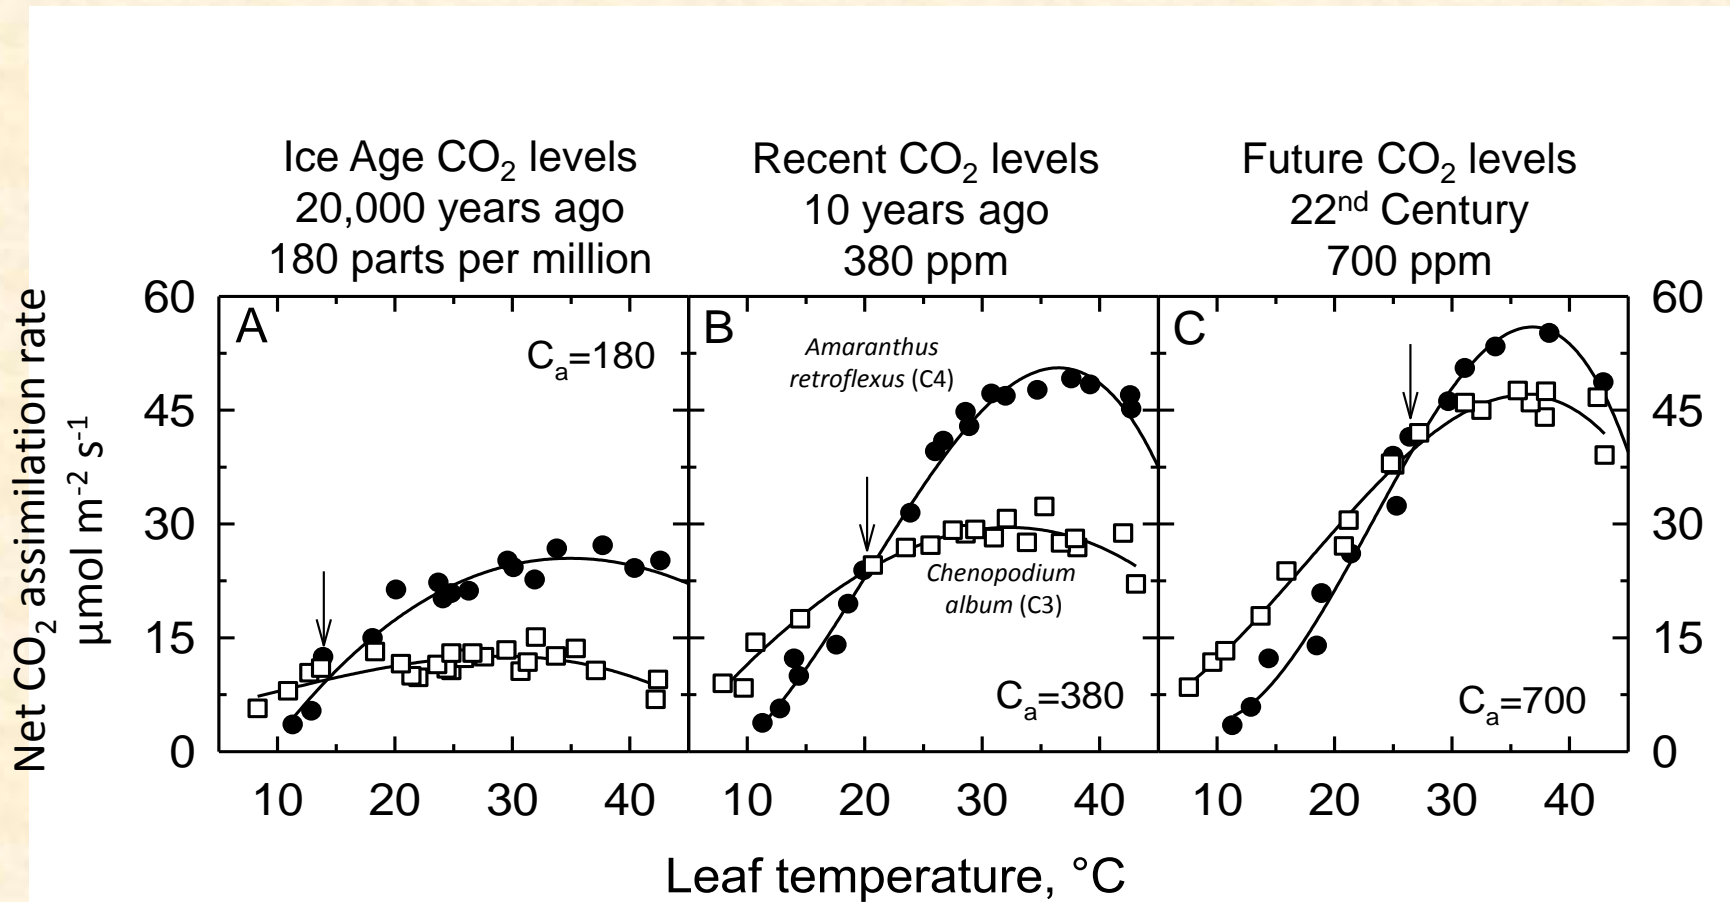 Ice Age CO₂ levels
20,000 years ago
180 parts per million
Recent CO₂ levels
10 years ago
380 ppm
Future CO₂ levels
22ⁿᵈ Century
700 ppm
Net CO₂ assimilation rate
μmol m⁻² s⁻¹
60
45
30
15
0
A
Cₐ=180
10 20 30 40
B
Amaranthus
retroflexus (C4)
Chenopodium
album (C3)
Cₐ=380
10 20 30 40
C
Cₐ=700
10 20 30 40
60
45
30
15
0
Leaf temperature, °C